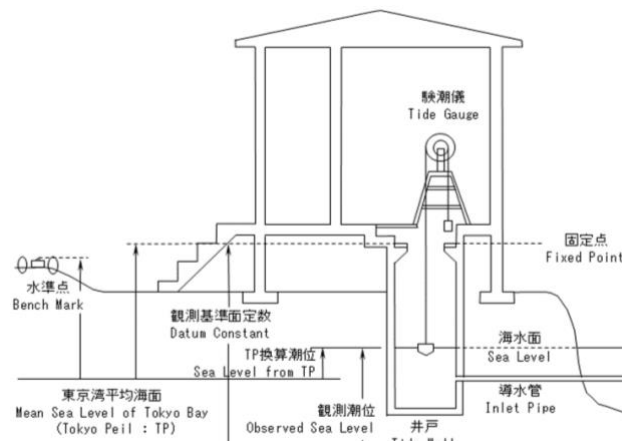 験潮儀
Tide Gauge
固定点
Fixed Point
水準点
Bench Mark
観測基準面定数
Datum Constant
海水面
Sea Level
TP換算潮位
Sea Level from TP
東京湾平均海面
Mean Sea Level of Tokyo Bay
(Tokyo Peil : TP)
観測潮位
Observed Sea Level
導水管
Inlet Pipe
井戸